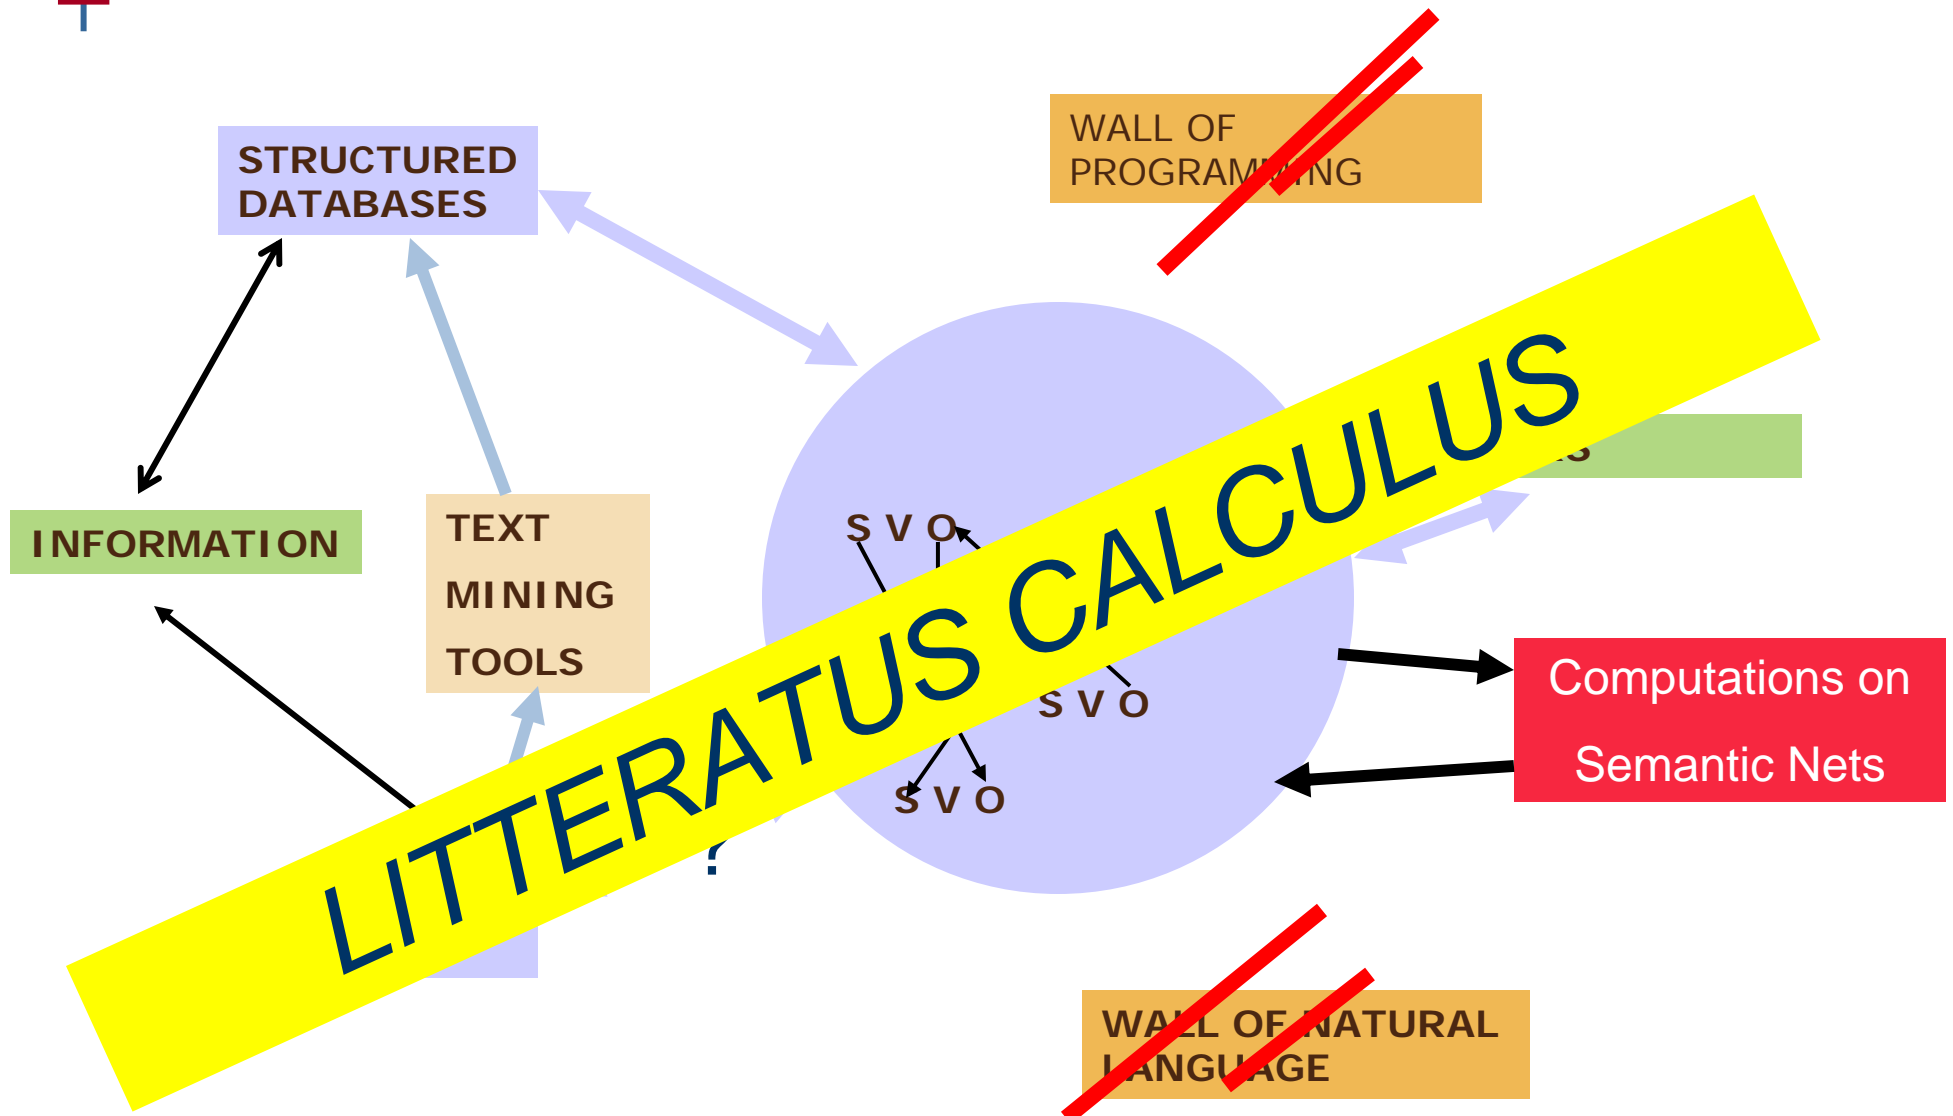 WALL OF
PROGRAMMING
STRUCTURED
DATABASES
LITTERATUS CALCULUS
INFORMATION
TEXT
MINING
TOOLS
S V O
S V O
S V O
?
Computations on
Semantic Nets
WALL OF NATURAL
LANGUAGE